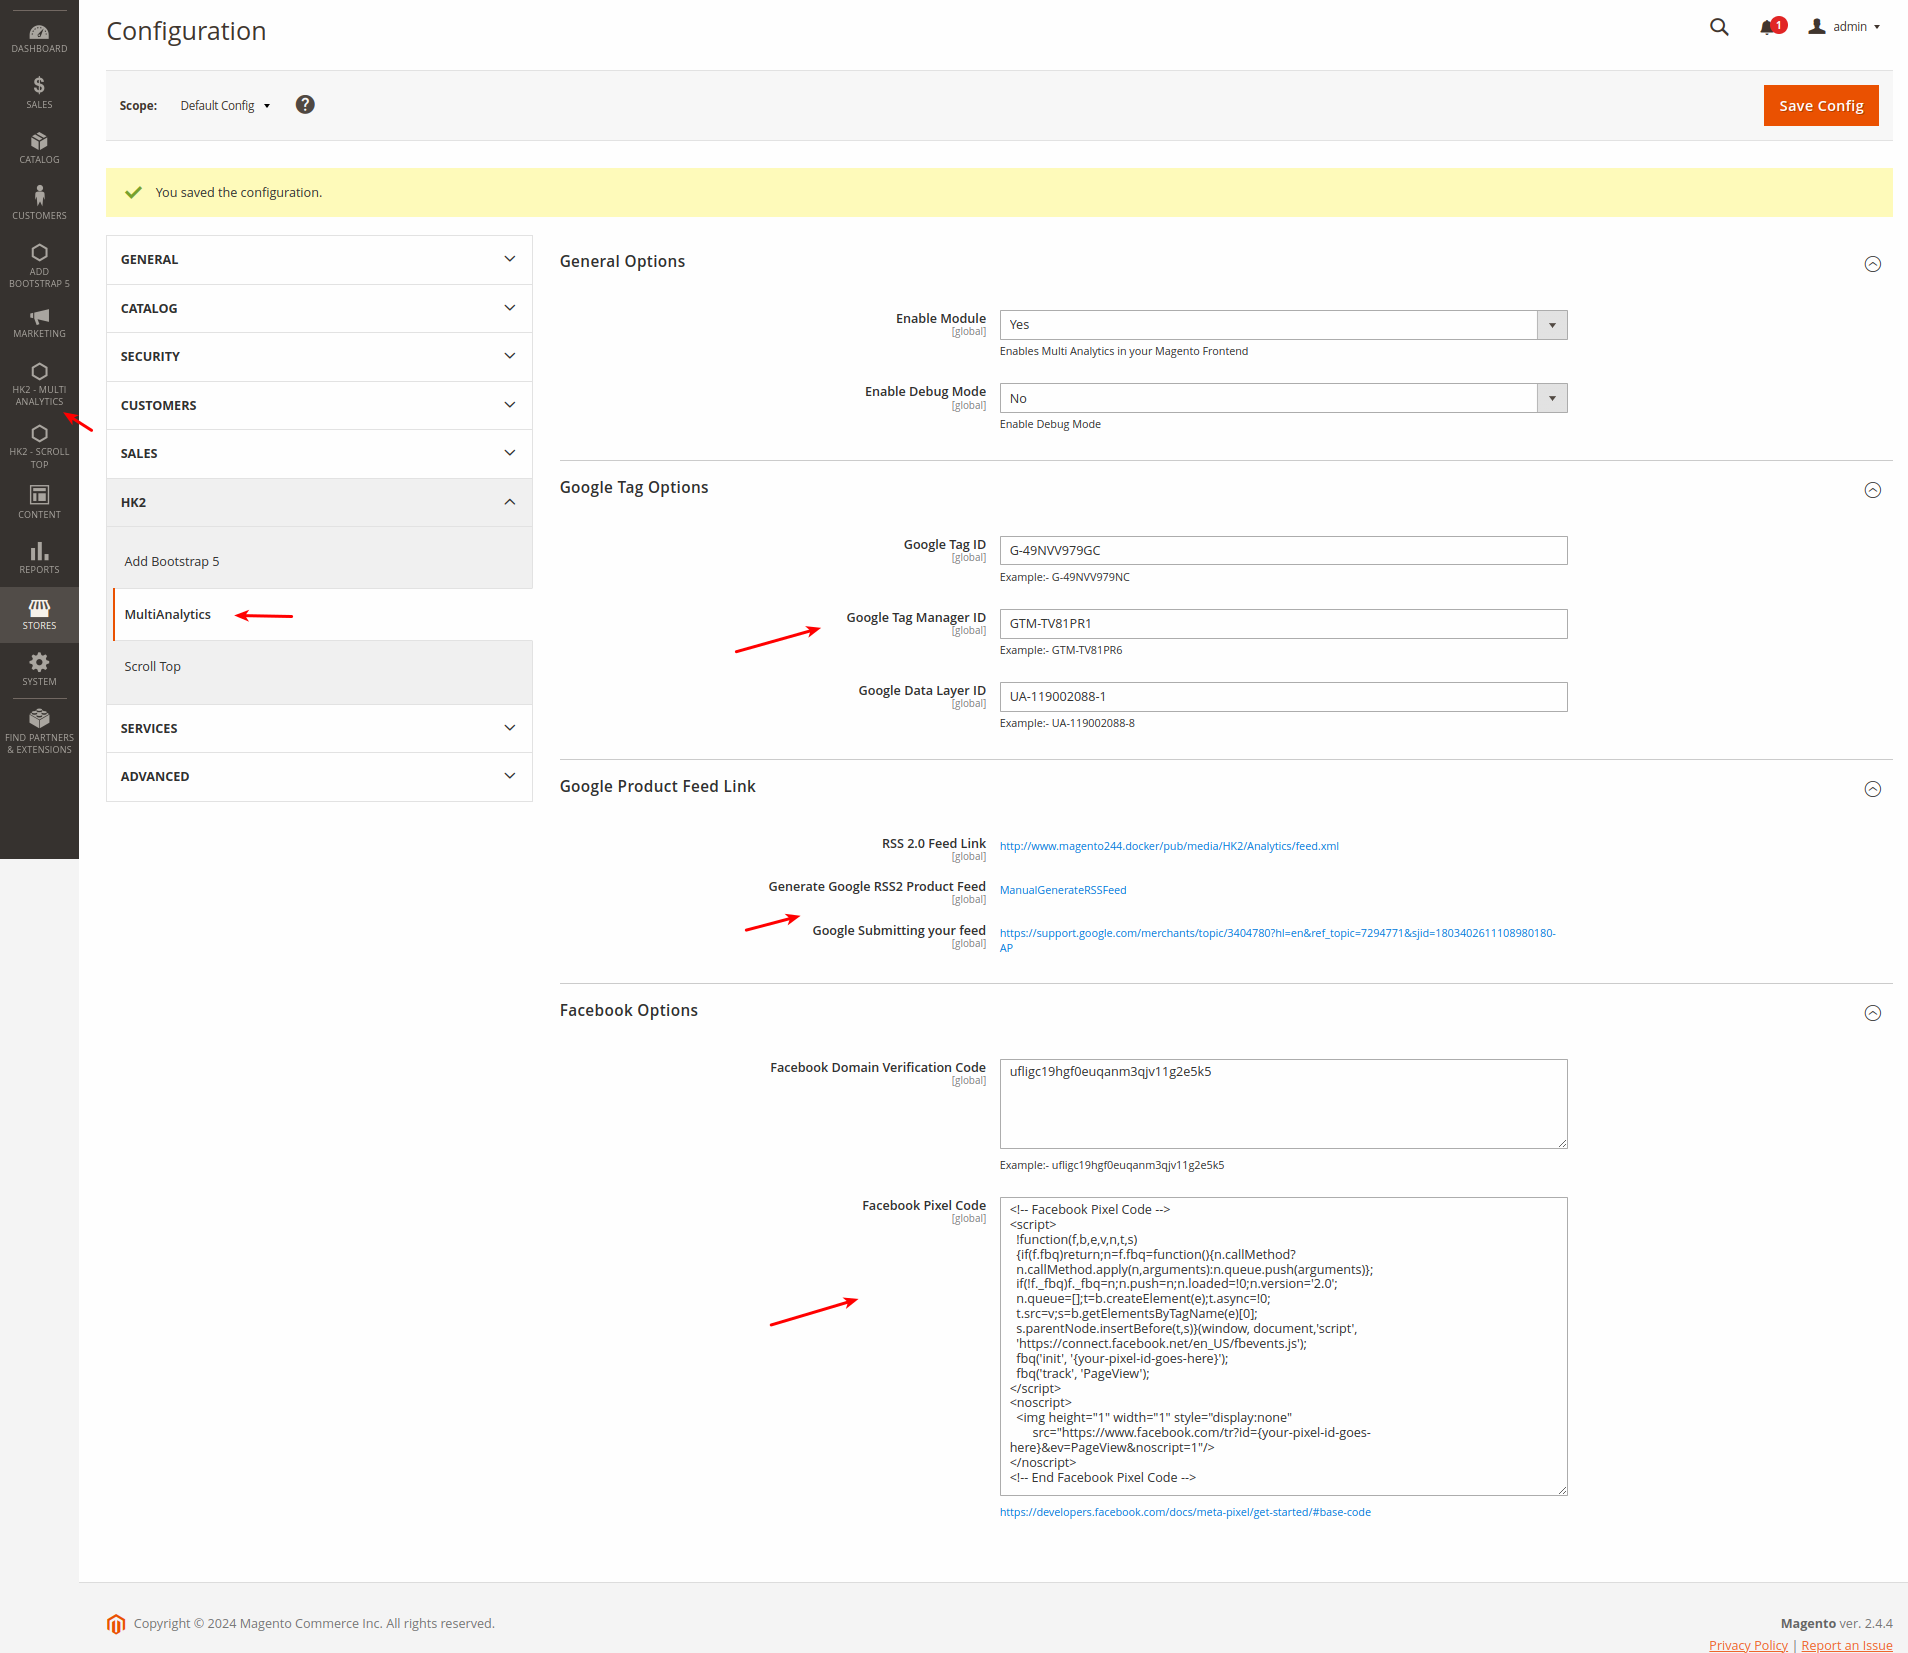 DASHBOARD
SALES
CATALOG
CUSTOMERS
ADD
BOOTSTRAP 5
MARKETING
HK2 - MULTI
ANALYTICS
HK2 - SCROLL
TOP
CONTENT
REPORTS
STORES
SYSTEM
FIND PARTNERS
& EXTENSIONS
Configuration
1
admin
Scope: Default Config ?
Save Config
You saved the configuration.
GENERAL
CATALOG
SECURITY
CUSTOMERS
SALES
HK2
Add Bootstrap 5
MultiAnalytics
Scroll Top
SERVICES
ADVANCED
General Options
Enable Module
[global]
Yes
Enables Multi Analytics in your Magento Frontend
Enable Debug Mode
[global]
No
Enable Debug Mode
Google Tag Options
Google Tag ID
[global]
G-49NVV979GC
Example:- G-49NVV979NC
Google Tag Manager ID
[global]
GTM-TV81PR1
Example:- GTM-TV81PR6
Google Data Layer ID
[global]
UA-119002088-1
Example:- UA-119002088-8
Google Product Feed Link
RSS 2.0 Feed Link
[global]
http://www.magento244.docker/pub/media/HK2/Analytics/feed.xml
Generate Google RSS2 Product Feed
[global]
ManualGenerateRSSFeed
Google Submitting your feed
[global]
https://support.google.com/merchants/topic/3404780?hl=en&ref_topic=7294771&sjid=1803402611108980180-
AP
Facebook Options
Facebook Domain Verification Code
[global]
ufligc19hgf0euqanm3qjv11g2e5k5
Example:- ufligc19hgf0euqanm3qjv11g2e5k5
Facebook Pixel Code
[global]
<!-- Facebook Pixel Code -->
<script>
!function(f,b,e,v,n,t,s)
{if(f.fbq)return;n=f.fbq=function(){n.callMethod?
n.callMethod.apply(n,arguments):n.queue.push(arguments)};
if(!f._fbq)f._fbq=n;n.push=n;n.loaded=!0;n.version='2.0';
n.queue=[];t=b.createElement(e);t.async=!0;
t.src=v;s=b.getElementsByTagName(e)[0];
s.parentNode.insertBefore(t,s)}(window, document,'script',
'https://connect.facebook.net/en_US/fbevents.js');
fbq('init', '{your-pixel-id-goes-here}');
fbq('track', 'PageView');
</script>
<noscript>
<img height="1" width="1" style="display:none"
src="https://www.facebook.com/tr?id={your-pixel-id-goes-
here}&ev=PageView&noscript=1"/>
</noscript>
<!-- End Facebook Pixel Code -->
https://developers.facebook.com/docs/meta-pixel/get-started/#base-code
Copyright © 2024 Magento Commerce Inc. All rights reserved.
Magento ver. 2.4.4
Privacy Policy | Report an Issue